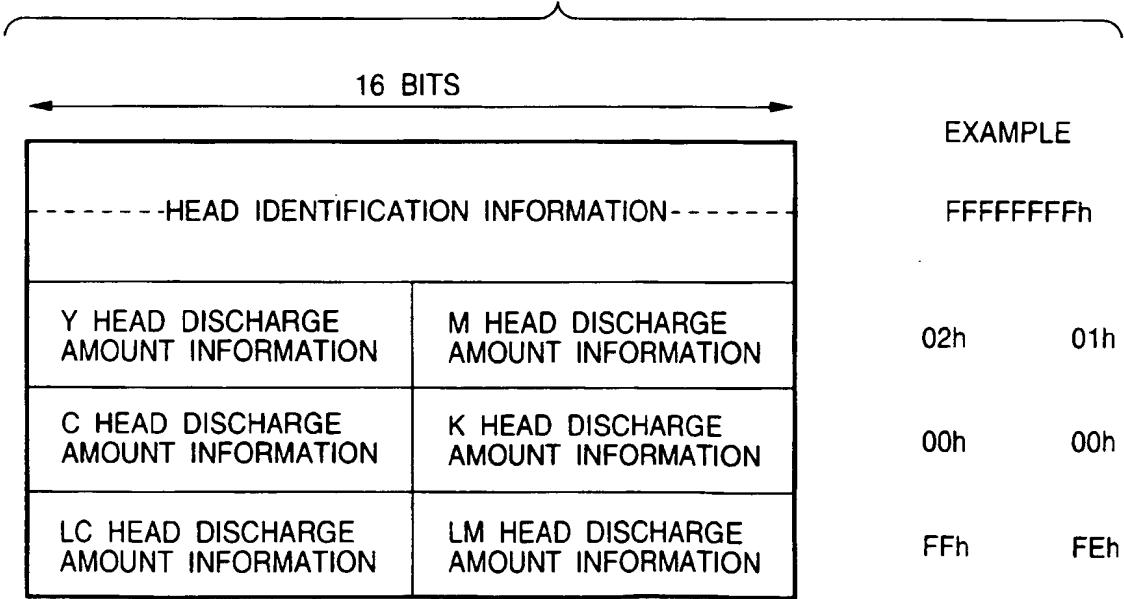 16 BITS
EXAMPLE
HEAD IDENTIFICATION INFORMATION
FFFFFFFFh
Y HEAD DISCHARGE
AMOUNT INFORMATION
M HEAD DISCHARGE
AMOUNT INFORMATION
02h 01h
C HEAD DISCHARGE
AMOUNT INFORMATION
K HEAD DISCHARGE
AMOUNT INFORMATION
00h 00h
LC HEAD DISCHARGE
AMOUNT INFORMATION
LM HEAD DISCHARGE
AMOUNT INFORMATION
FFh FEh